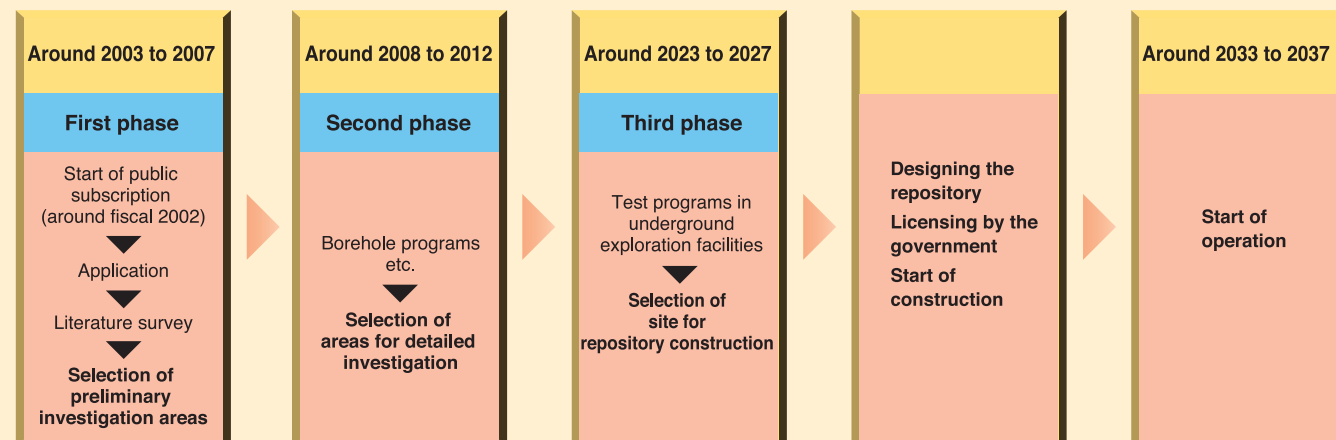 Around 2003 to 2007
First phase
Start of public
subscription
(around fiscal 2002)
Application
Literature survey
Selection of
preliminary
investigation areas
Around 2008 to 2012
Second phase
Borehole programs
etc.
Selection of
areas for detailed
investigation
Around 2023 to 2027
Third phase
Test programs in
underground
exploration facilities
Selection of
site for
repository construction
Designing the
repository
Licensing by the
government
Start of
construction
Around 2033 to 2037
Start of
operation